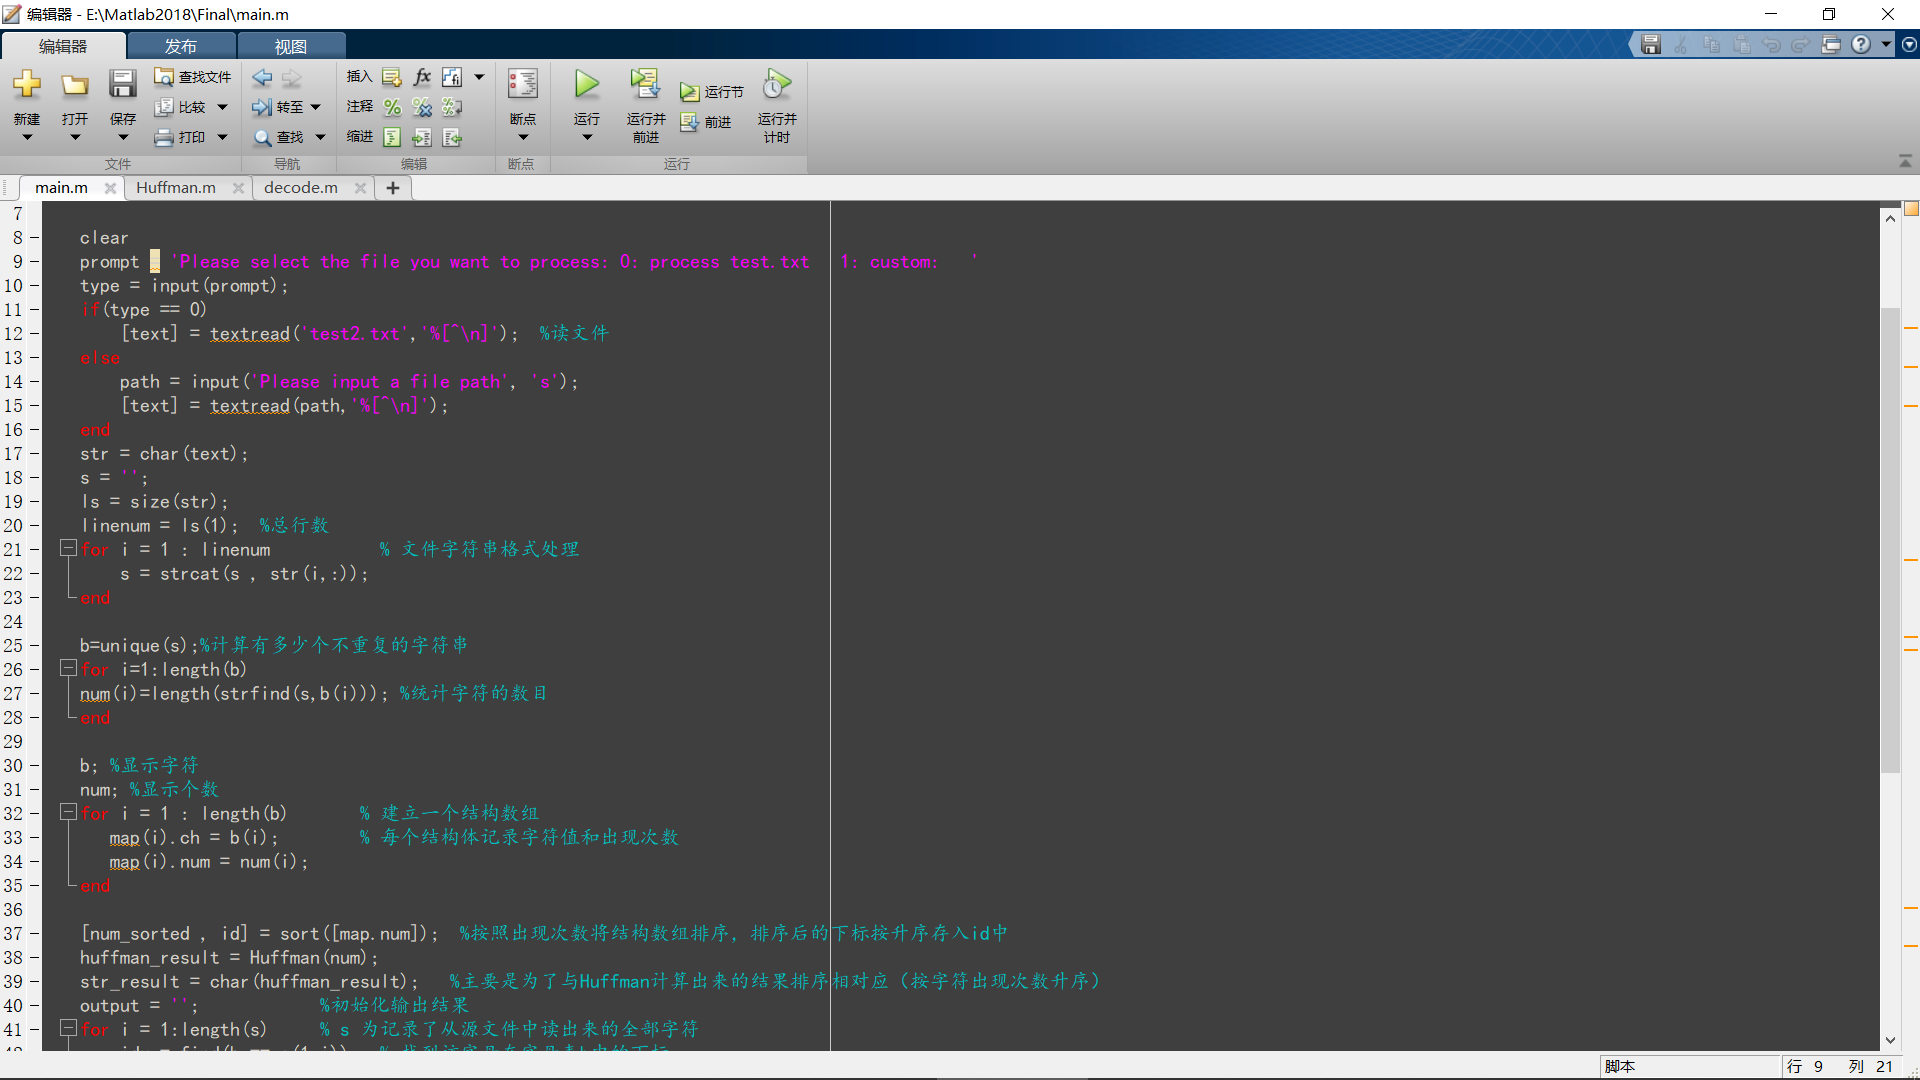 编辑器 - E:\Matlab2018\Final\main.m
编辑器 发布 视图
新建 打开 保存 查找文件 比较 打印
转至 查找
插入 fx
注释
缩进
断点
运行 运行并前进 运行节 前进 运行并计时
文件 导航 编辑 断点 运行
main.m Huffman.m decode.m
7
8 clear
9 prompt = 'Please select the file you want to process: 0: process test.txt   1: custom:   '
10 type = input(prompt);
11 if(type == 0)
12 [text] = textread('test2.txt','%[^\n]');  %读文件
13 else
14 path = input('Please input a file path', 's');
15 [text] = textread(path,'%[^\n]');
16 end
17 str = char(text);
18 s = '';
19 ls = size(str);
20 linenum = ls(1);  %总行数
21 for i = 1 : linenum           % 文件字符串格式处理
22 s = strcat(s , str(i,:));
23 end
24
25 b=unique(s);%计算有多少个不重复的字符串
26 for i=1:length(b)
27 num(i)=length(strfind(s,b(i))); %统计字符的数目
28 end
29
30 b; %显示字符
31 num; %显示个数
32 for i = 1 : length(b)       % 建立一个结构数组
33 map(i).ch = b(i);        % 每个结构体记录字符值和出现次数
34 map(i).num = num(i);
35 end
36
37 [num_sorted , id] = sort([map.num]);  %按照出现次数将结构数组排序，排序后的下标按升序存入id中
38 huffman_result = Huffman(num);
39 str_result = char(huffman_result);   %主要是为了与Huffman计算出来的结果排序相对应（按字符出现次数升序）
40 output = '';            %初始化输出结果
41 for i = 1:length(s)     % s 为记录了从源文件中读出来的全部字符
脚本 行 9 列 21